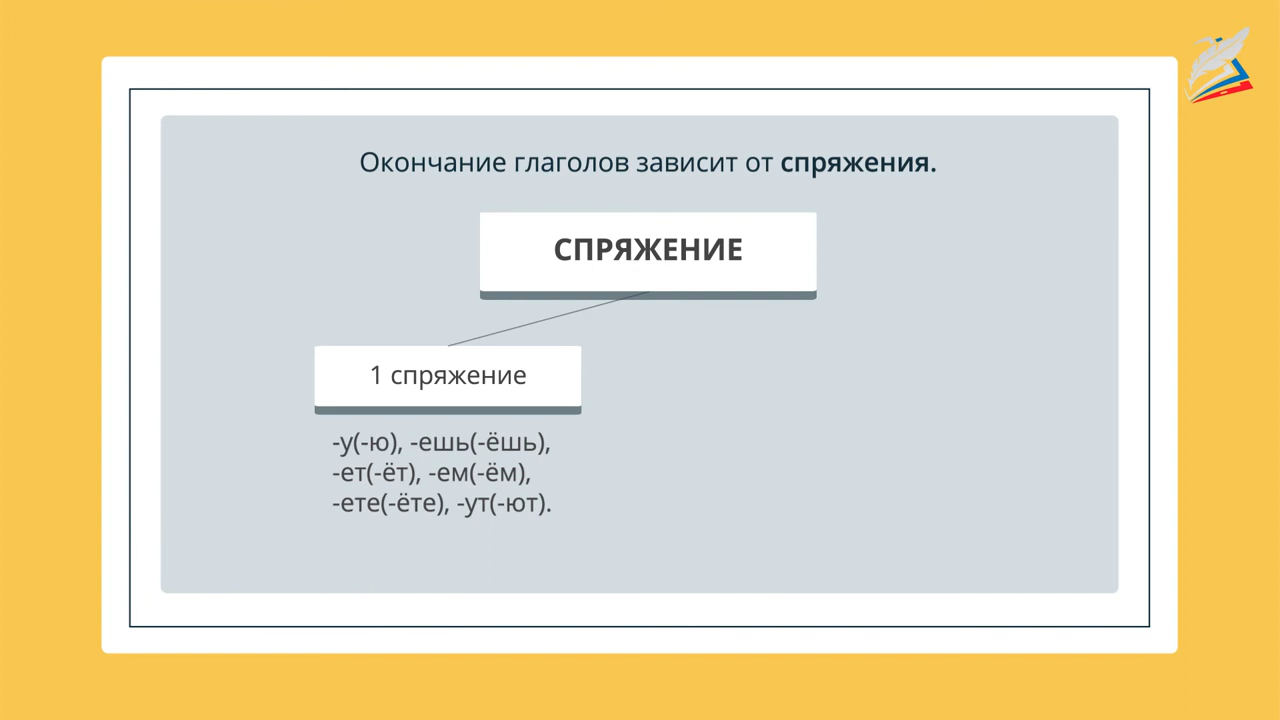 Окончание глаголов зависит от спряжения.
СПРЯЖЕНИЕ
1 спряжение
-у(-ю), -ешь(-ёшь),
-ет(-ёт), -ем(-ём),
-ете(-ёте), -ут(-ют).